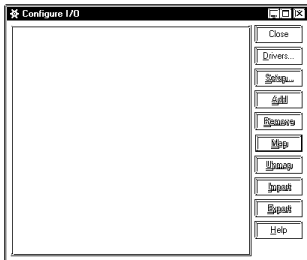 Configure I/O
Close
Drivers...
Setup...
Add
Remove
Map
Unmap
Import
Export
Help